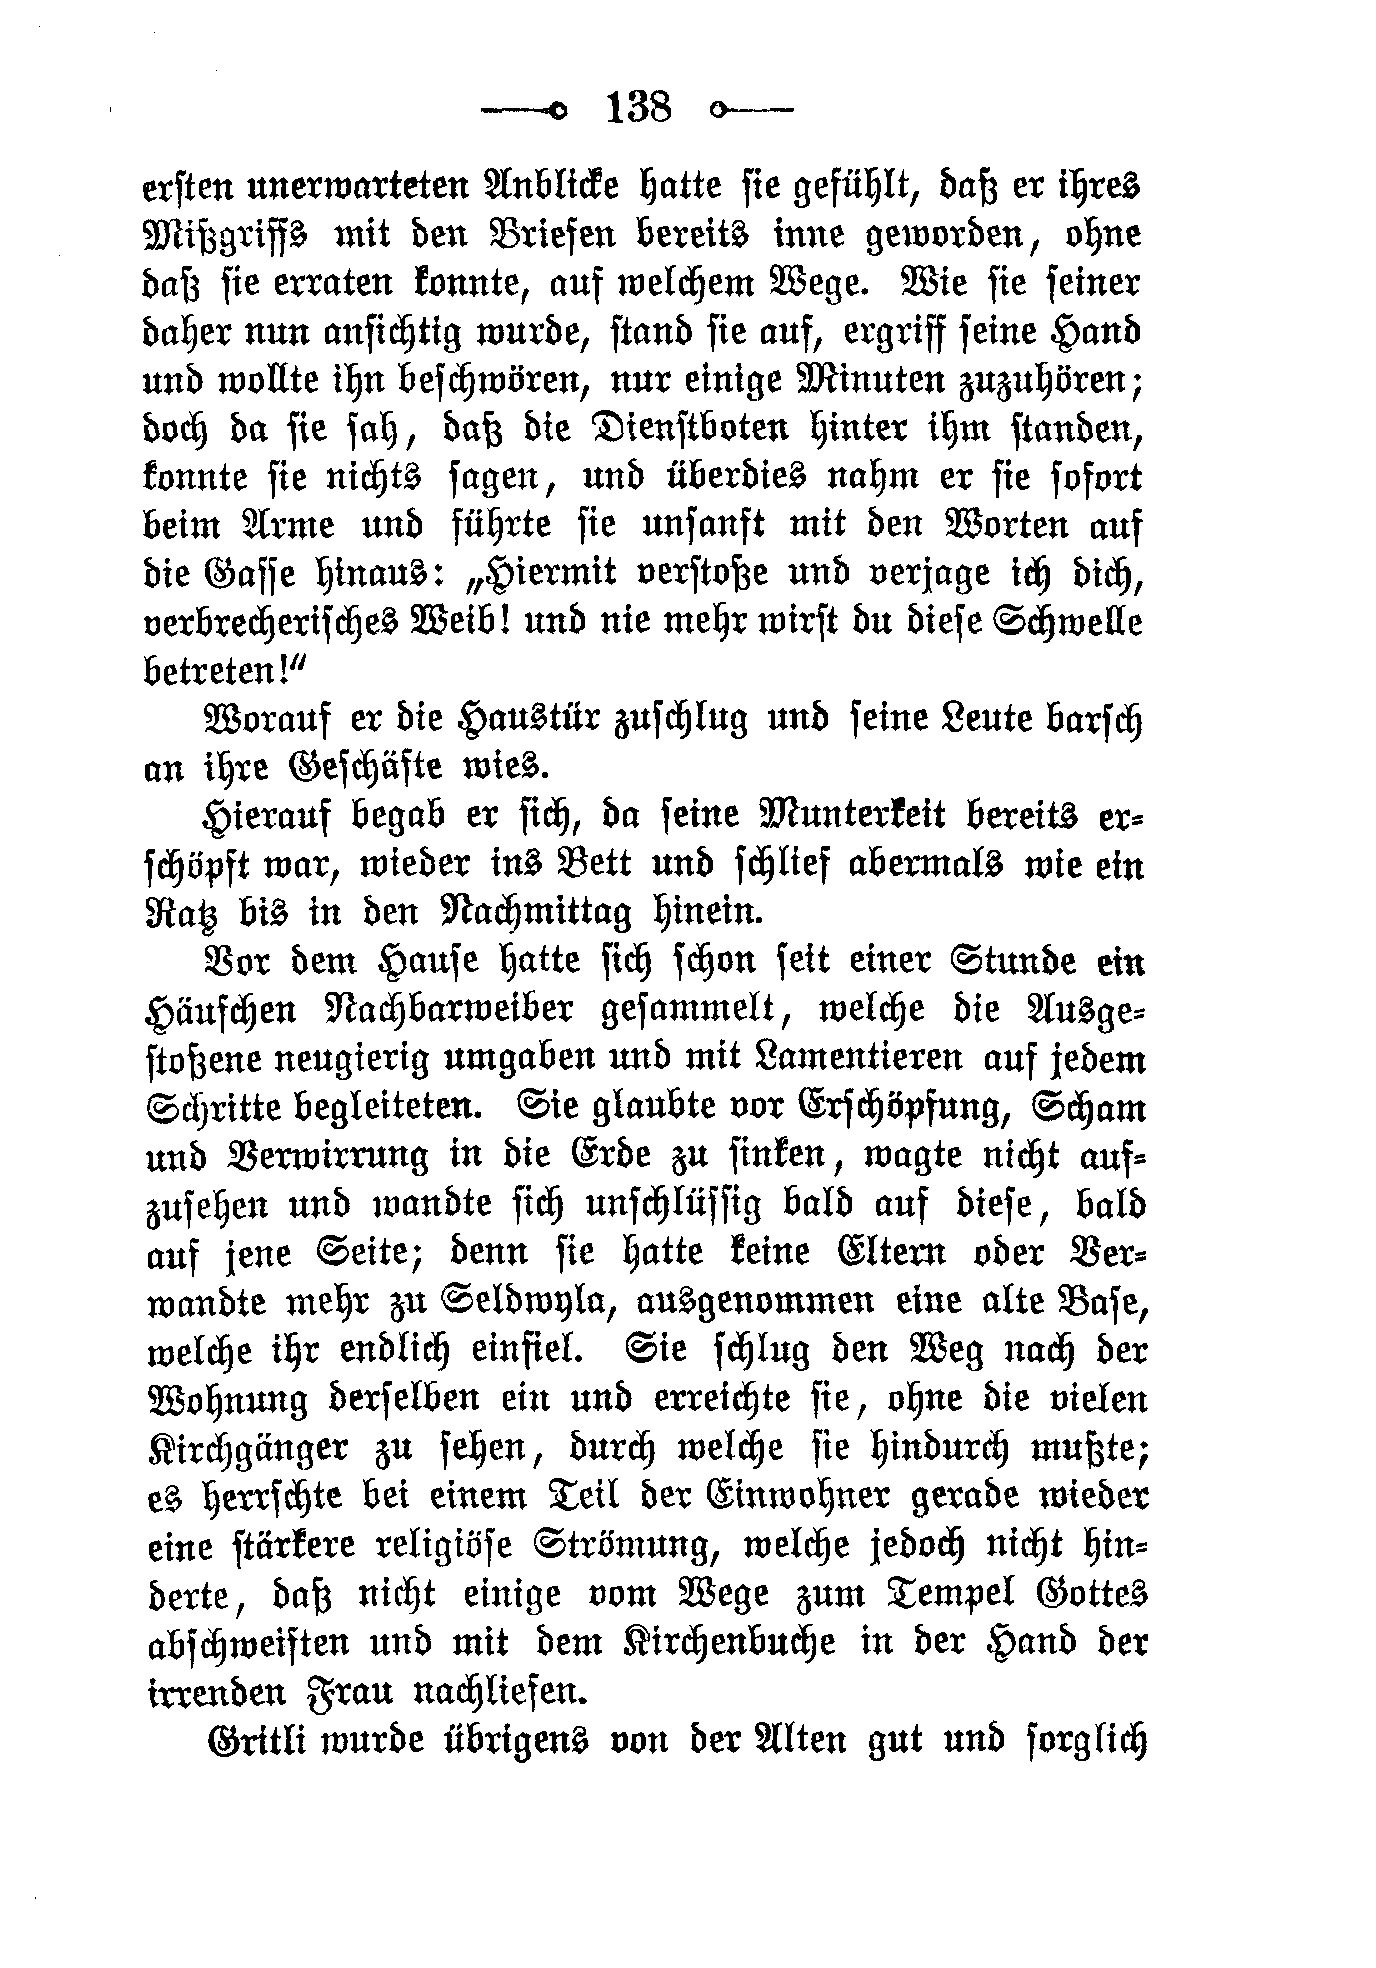 138
ersten unerwarteten Anblicke hatte sie gefühlt, daß er ihres
Mißgriffs mit den Briefen bereits inne geworden, ohne
daß sie erraten konnte, auf welchem Wege. Wie sie seiner
daher nun ansichtig wurde, stand sie auf, ergriff seine Hand
und wollte ihn beschwören, nur einige Minuten zuzuhören;
doch da sie sah, daß die Dienstboten hinter ihm standen,
konnte sie nichts sagen, und überdies nahm er sie sofort
beim Arme und führte sie unsanft mit den Worten auf
die Gasse hinaus: „Hiermit verstoße und verjage ich dich,
verbrecherisches Weib! und nie mehr wirst du diese Schwelle
betreten!“
Worauf er die Haustür zuschlug und seine Leute barsch
an ihre Geschäfte wies.
Hierauf begab er sich, da seine Munterkeit bereits er-
schöpft war, wieder ins Bett und schlief abermals wie ein
Ratz bis in den Nachmittag hinein.
Vor dem Hause hatte sich schon seit einer Stunde ein
Häufchen Nachbarweiber gesammelt, welche die Ausge-
stoßene neugierig umgaben und mit Lamentieren auf jedem
Schritte begleiteten. Sie glaubte vor Erschöpfung, Scham
und Verwirrung in die Erde zu sinken, wagte nicht auf-
zusehen und wandte sich unschlüssig bald auf diese, bald
auf jene Seite; denn sie hatte keine Eltern oder Ver-
wandte mehr zu Seldwyla, ausgenommen eine alte Base,
welche ihr endlich einfiel. Sie schlug den Weg nach der
Wohnung derselben ein und erreichte sie, ohne die vielen
Kirchgänger zu sehen, durch welche sie hindurch mußte;
es herrschte bei einem Teil der Einwohner gerade wieder
eine stärkere religiöse Strömung, welche jedoch nicht hin-
derte, daß nicht einige vom Wege zum Tempel Gottes
abschweiften und mit dem Kirchenbuche in der Hand der
irrenden Frau nachliefen.
Gritli wurde übrigens von der Alten gut und sorglich